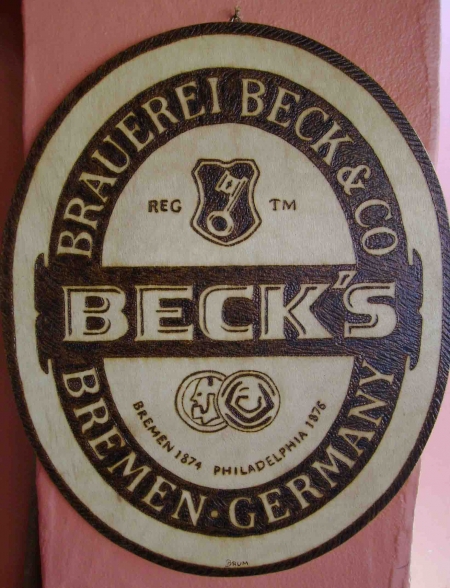 BRAUEREI BECK & CO
REG TM
BECK'S
BREMEN 1874 PHILADELPHIA 1876
BREMEN · GERMANY